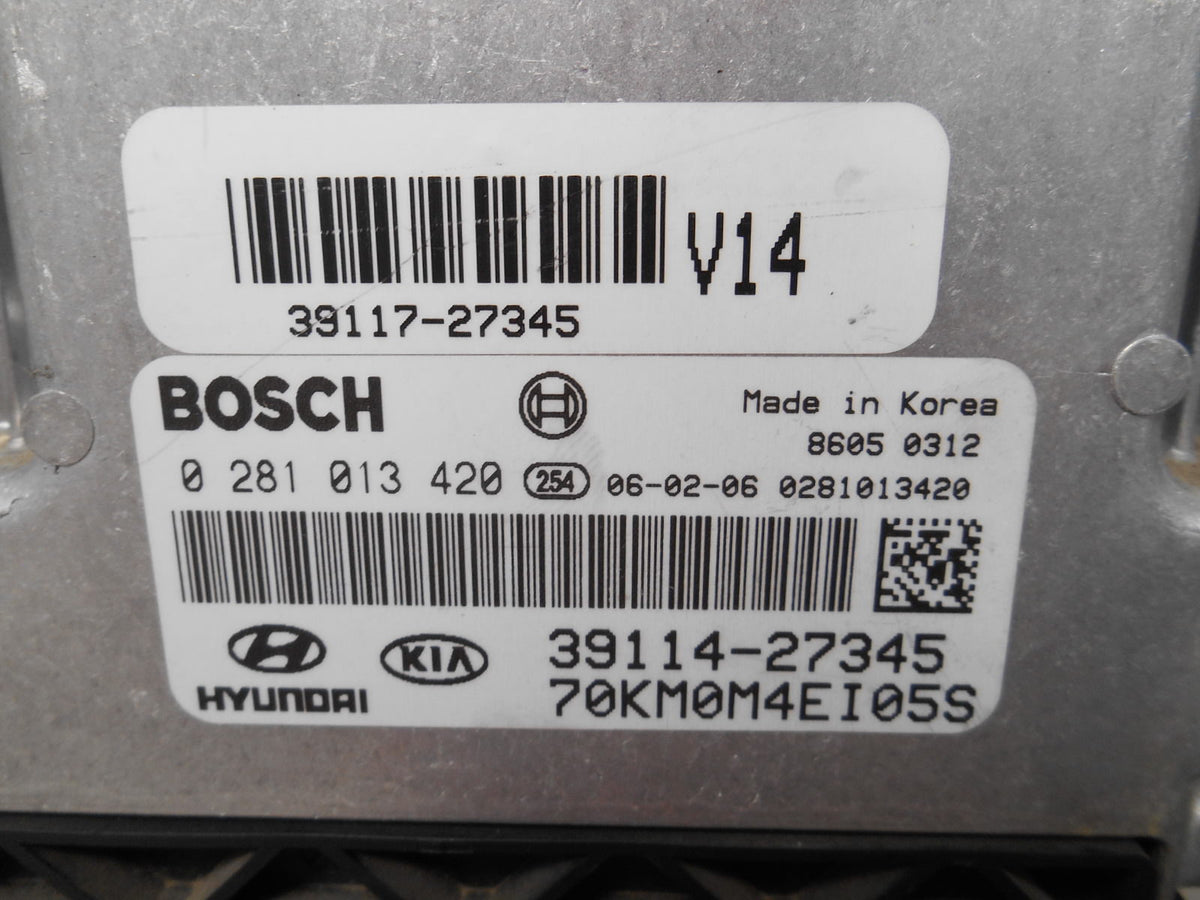 V14
39117-27345
BOSCH
Made in Korea
8605 0312
0 281 013 420 254 06-02-06 0281013420
HYUNDAI
KIA
39114-27345
70KM0M4EI05S